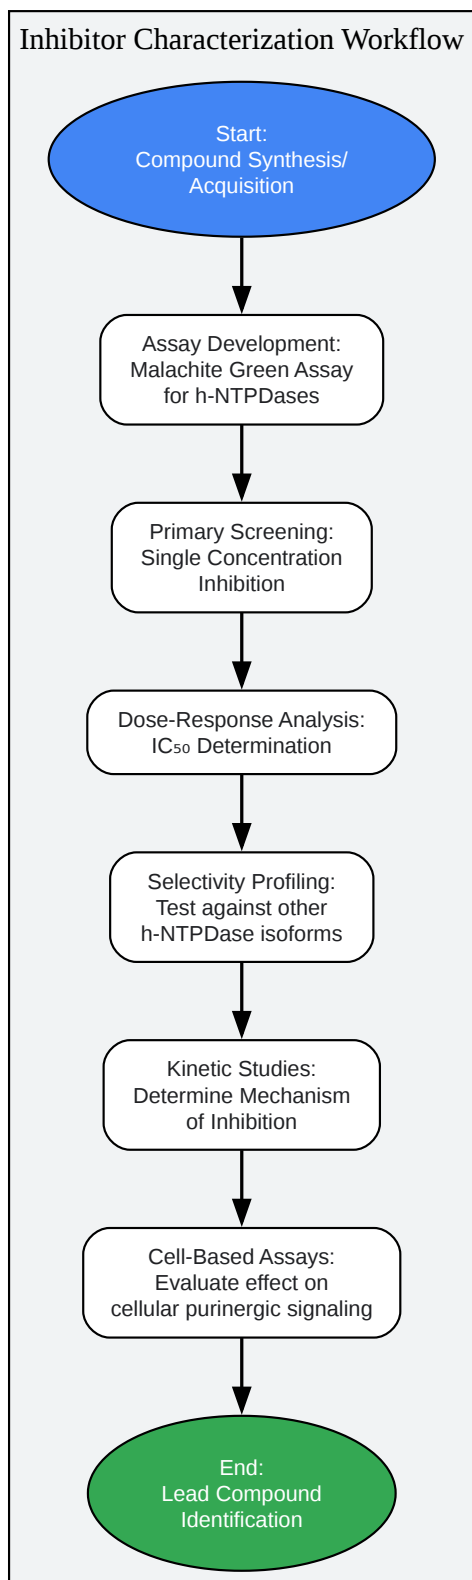 Inhibitor Characterization Workflow
Start:
Compound Synthesis/
Acquisition
Assay Development:
Malachite Green Assay
for h-NTPDases
Primary Screening:
Single Concentration
Inhibition
Dose-Response Analysis:
IC₅₀ Determination
Selectivity Profiling:
Test against other
h-NTPDase isoforms
Kinetic Studies:
Determine Mechanism
of Inhibition
Cell-Based Assays:
Evaluate effect on
cellular purinergic signaling
End:
Lead Compound
Identification